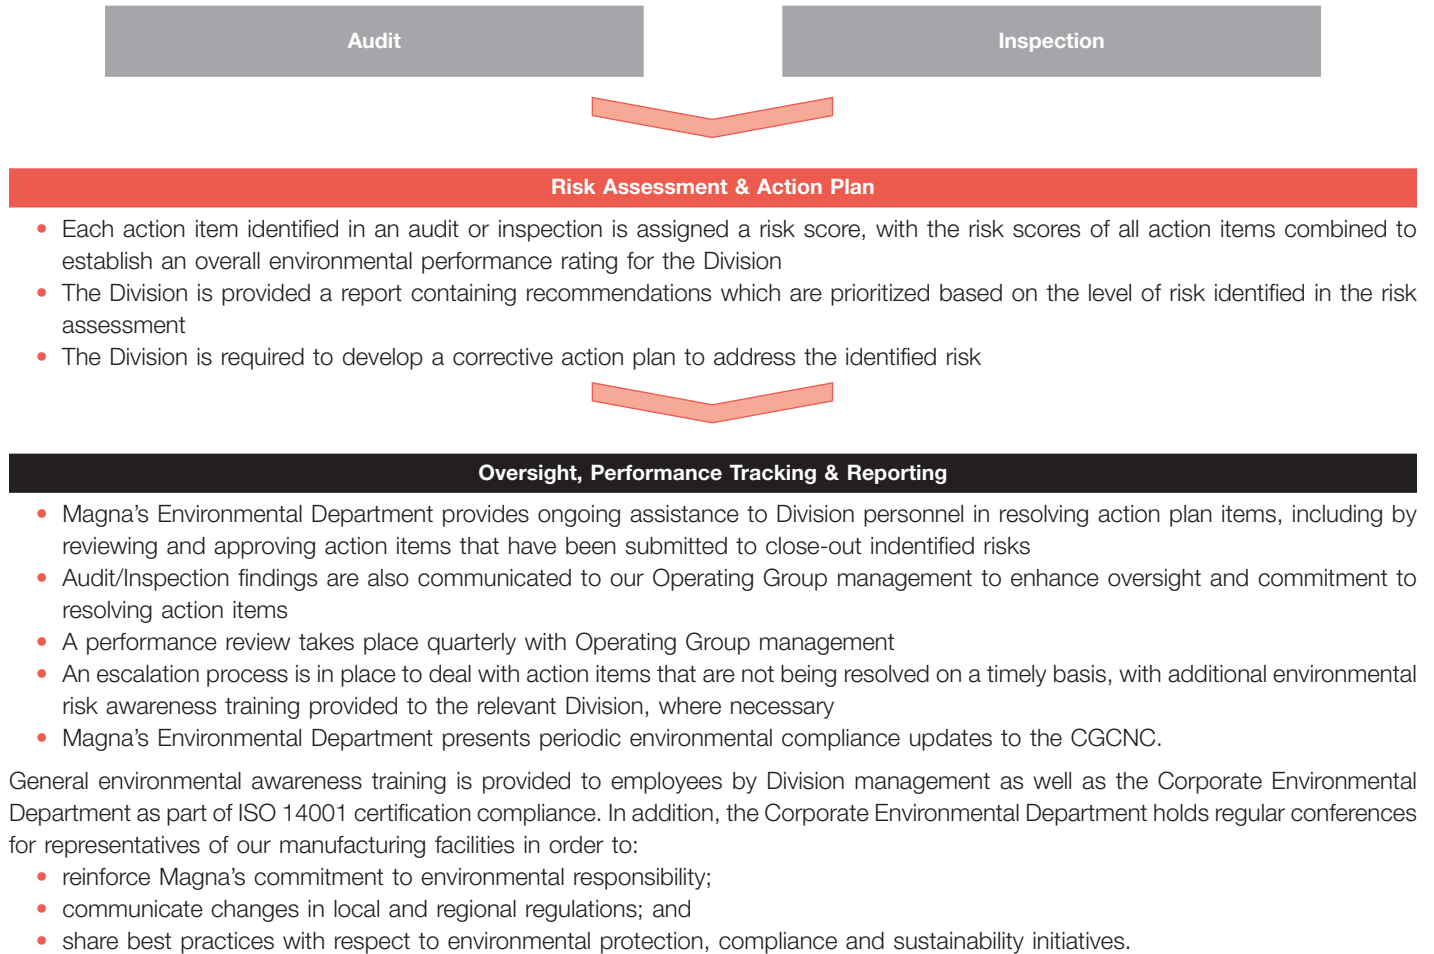 Audit
Inspection
Risk Assessment & Action Plan
• Each action item identified in an audit or inspection is assigned a risk score, with the risk scores of all action items combined to
establish an overall environmental performance rating for the Division
• The Division is provided a report containing recommendations which are prioritized based on the level of risk identified in the risk
assessment
• The Division is required to develop a corrective action plan to address the identified risk
Oversight, Performance Tracking & Reporting
• Magna's Environmental Department provides ongoing assistance to Division personnel in resolving action plan items, including by
reviewing and approving action items that have been submitted to close-out indentified risks
• Audit/Inspection findings are also communicated to our Operating Group management to enhance oversight and commitment to
resolving action items
• A performance review takes place quarterly with Operating Group management
• An escalation process is in place to deal with action items that are not being resolved on a timely basis, with additional environmental
risk awareness training provided to the relevant Division, where necessary
• Magna's Environmental Department presents periodic environmental compliance updates to the CGCNC.
General environmental awareness training is provided to employees by Division management as well as the Corporate Environmental
Department as part of ISO 14001 certification compliance. In addition, the Corporate Environmental Department holds regular conferences
for representatives of our manufacturing facilities in order to:
• reinforce Magna's commitment to environmental responsibility;
• communicate changes in local and regional regulations; and
• share best practices with respect to environmental protection, compliance and sustainability initiatives.